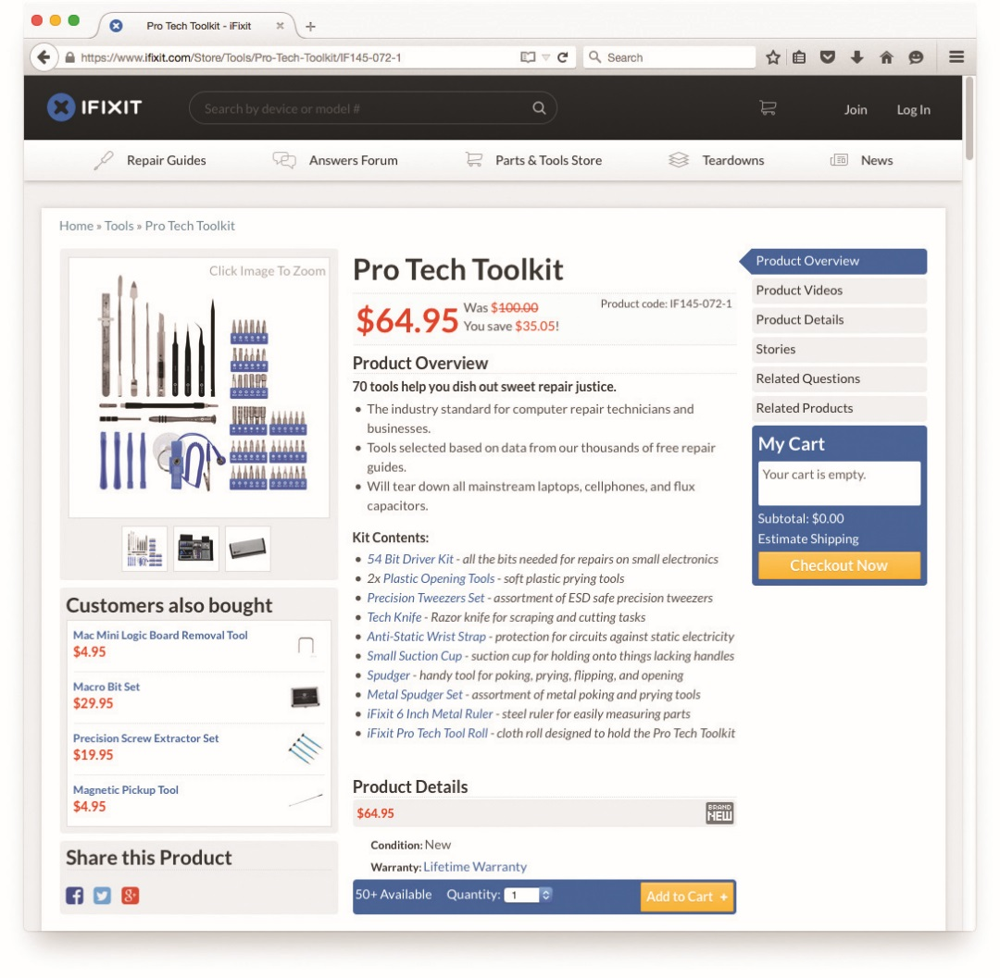 Pro Tech Toolkit - iFixit
https://www.ifixit.com/Store/Tools/Pro-Tech-Toolkit/IF145-072-1
Search
IFIXIT
Search by device or model #
Join
Log In
Repair Guides
Answers Forum
Parts & Tools Store
Teardowns
News
Home » Tools » Pro Tech Toolkit
Click Image To Zoom
Customers also bought
Mac Mini Logic Board Removal Tool
$4.95
Macro Bit Set
$29.95
Precision Screw Extractor Set
$19.95
Magnetic Pickup Tool
$4.95
Share this Product
Pro Tech Toolkit
$64.95
Was $100.00
You save $35.05!
Product code: IF145-072-1
Product Overview
70 tools help you dish out sweet repair justice.
• The industry standard for computer repair technicians and
businesses.
• Tools selected based on data from our thousands of free repair
guides.
• Will tear down all mainstream laptops, cellphones, and flux
capacitors.
Kit Contents:
• 54 Bit Driver Kit - all the bits needed for repairs on small electronics
• 2x Plastic Opening Tools - soft plastic prying tools
• Precision Tweezers Set - assortment of ESD safe precision tweezers
• Tech Knife - Razor knife for scraping and cutting tasks
• Anti-Static Wrist Strap - protection for circuits against static electricity
• Small Suction Cup - suction cup for holding onto things lacking handles
• Spudger - handy tool for poking, prying, flipping, and opening
• Metal Spudger Set - assortment of metal poking and prying tools
• iFixit 6 Inch Metal Ruler - steel ruler for easily measuring parts
• iFixit Pro Tech Tool Roll - cloth roll designed to hold the Pro Tech Toolkit
Product Details
$64.95
BRAND
NEW
Condition: New
Warranty: Lifetime Warranty
50+ Available
Quantity: 1
Add to Cart +
Product Overview
Product Videos
Product Details
Stories
Related Questions
Related Products
My Cart
Your cart is empty.
Subtotal: $0.00
Estimate Shipping
Checkout Now